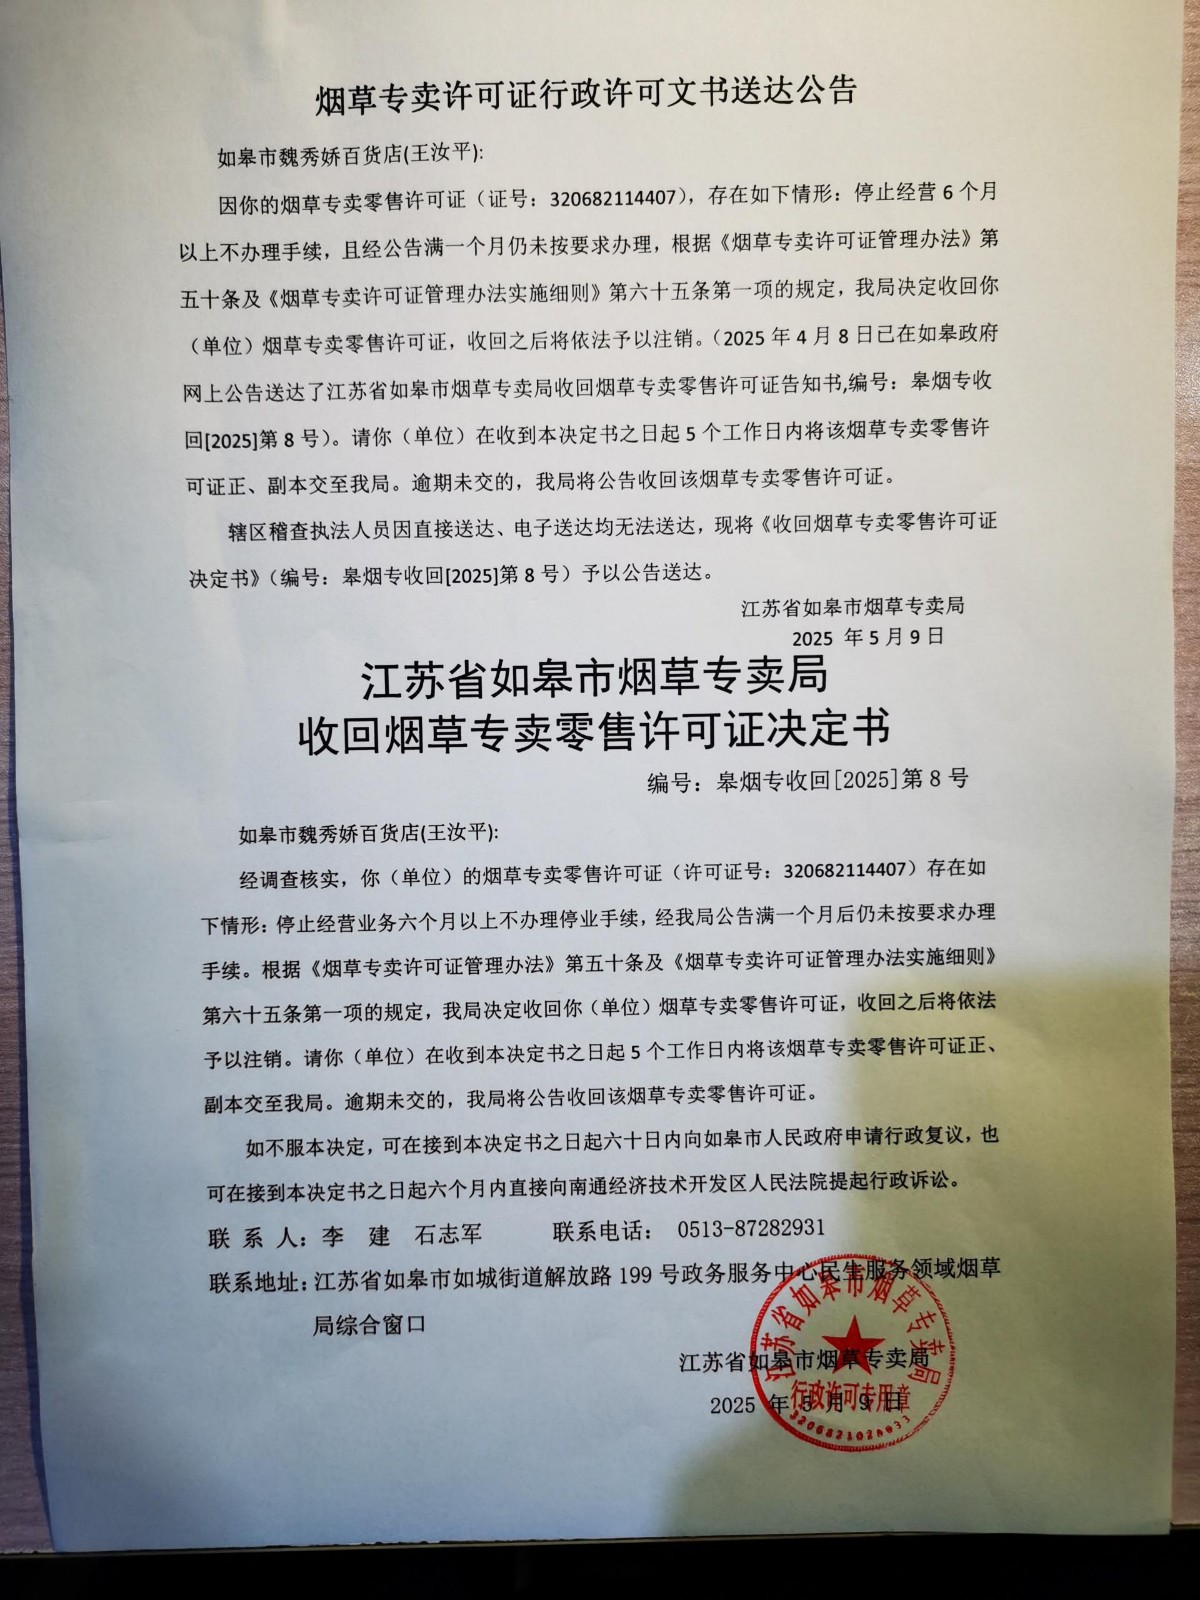 烟草专卖许可证行政许可文书送达公告
如皋市魏秀娇百货店(王汝平):
因你的烟草专卖零售许可证（证号：320682114407），存在如下情形：停止经营 6 个月
以上不办理手续，且经公告满一个月仍未按要求办理，根据《烟草专卖许可证管理办法》第
五十条及《烟草专卖许可证管理办法实施细则》第六十五条第一项的规定，我局决定收回你
（单位）烟草专卖零售许可证，收回之后将依法予以注销。（2025 年 4 月 8 日已在如皋政府
网上公告送达了江苏省如皋市烟草专卖局收回烟草专卖零售许可证告知书,编号：皋烟专收
回[2025]第 8 号）。请你（单位）在收到本决定书之日起 5 个工作日内将该烟草专卖零售许
可证正、副本交至我局。逾期未交的，我局将公告收回该烟草专卖零售许可证。
辖区稽查执法人员因直接送达、电子送达均无法送达，现将《收回烟草专卖零售许可证
决定书》（编号：皋烟专收回[2025]第 8 号）予以公告送达。
江苏省如皋市烟草专卖局
2025 年 5 月 9 日
江苏省如皋市烟草专卖局
收回烟草专卖零售许可证决定书
编号：皋烟专收回[2025]第 8 号
如皋市魏秀娇百货店(王汝平):
经调查核实，你（单位）的烟草专卖零售许可证（许可证号：320682114407）存在如
下情形：停止经营业务六个月以上不办理停业手续，经我局公告满一个月后仍未按要求办理
手续。根据《烟草专卖许可证管理办法》第五十条及《烟草专卖许可证管理办法实施细则》
第六十五条第一项的规定，我局决定收回你（单位）烟草专卖零售许可证，收回之后将依法
予以注销。请你（单位）在收到本决定书之日起 5 个工作日内将该烟草专卖零售许可证正、
副本交至我局。逾期未交的，我局将公告收回该烟草专卖零售许可证。
如不服本决定，可在接到本决定书之日起六十日内向如皋市人民政府申请行政复议，也
可在接到本决定书之日起六个月内直接向南通经济技术开发区人民法院提起行政诉讼。
联 系 人：李 建 石志军 联系电话： 0513-87282931
联系地址：江苏省如皋市如城街道解放路 199 号政务服务中心民生服务领域烟草
局综合窗口
江苏省如皋市烟草专卖局
2025 年 5 月 9 日
江苏省如皋市烟草专卖局
行政许可专用章